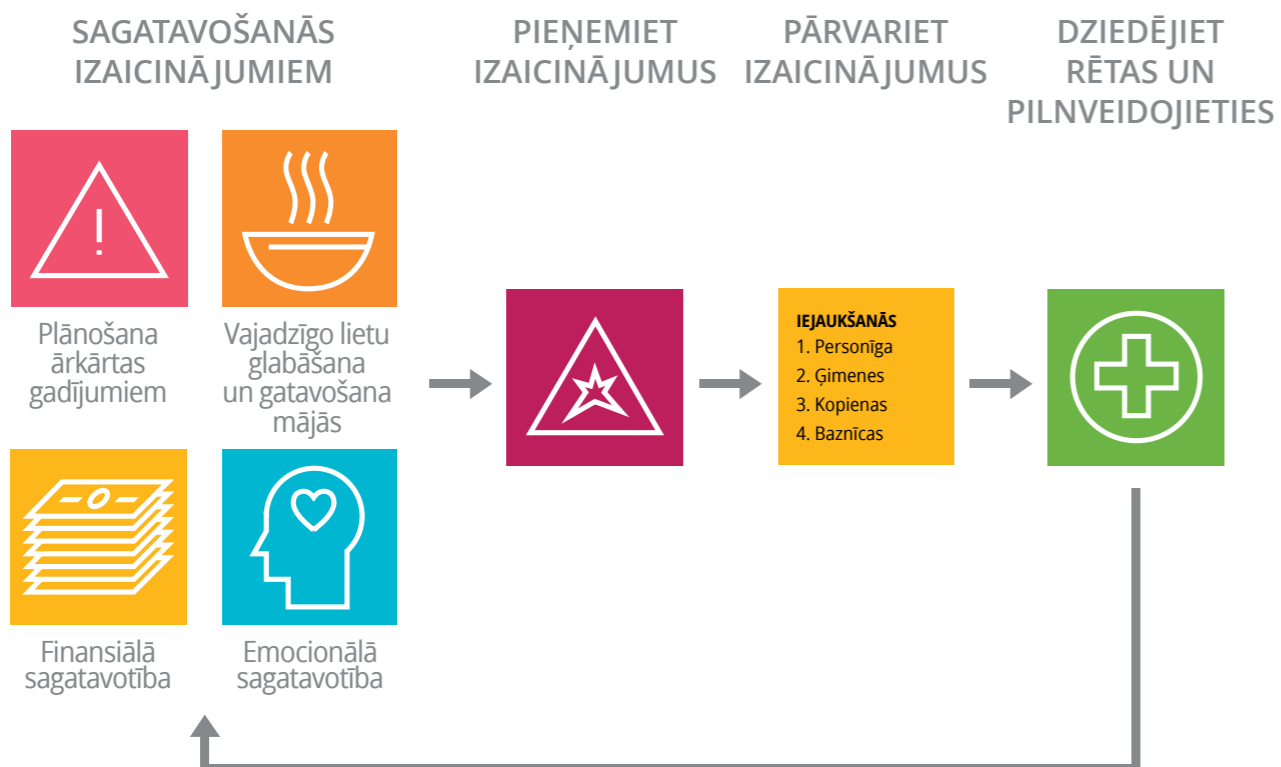 SAGATAVOŠANĀS
IZAICINĀJUMIEM
PIEŅEMIET
IZAICINĀJUMUS
PĀRVARIET
IZAICINĀJUMUS
DZIEDĒJIET
RĒTAS UN
PILNVEIDOJIETIES
Plānošana
ārkārtas
gadījumiem
Vajadzīgo lietu
glabāšana
un gatavošana
mājās
Finansiālā
sagatavotība
Emocionālā
sagatavotība
IEJAUKŠANĀS
1. Personīga
2. Ģimenes
3. Kopienas
4. Baznīcas